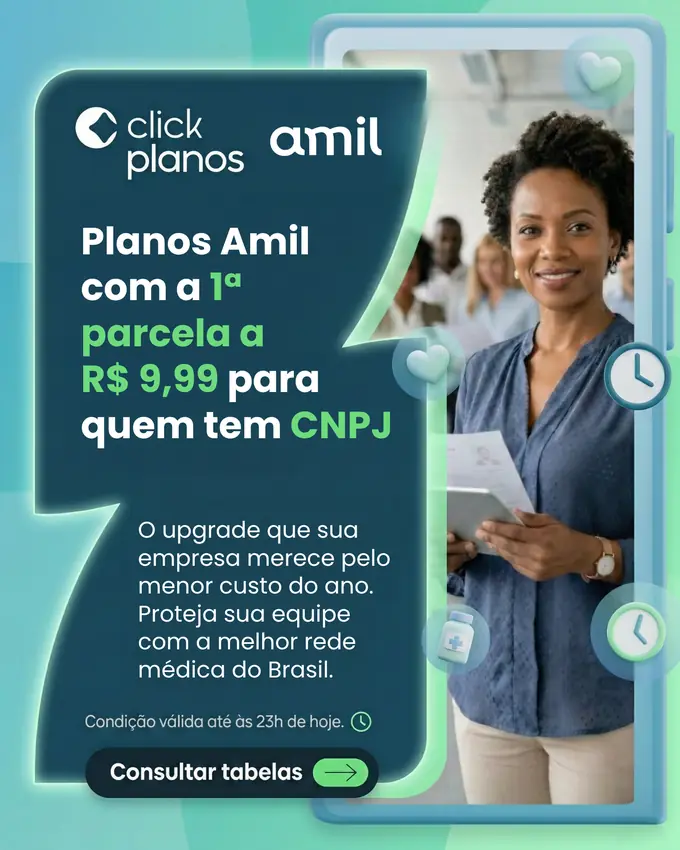 click
planos
amil
Planos Amil
com a 1ª
parcela a
R$ 9,99 para
quem tem CNPJ
O upgrade que sua
empresa merece pelo
menor custo do ano.
Proteja sua equipe
com a melhor rede
médica do Brasil.
Condição válida até às 23h de hoje.
Consultar tabelas